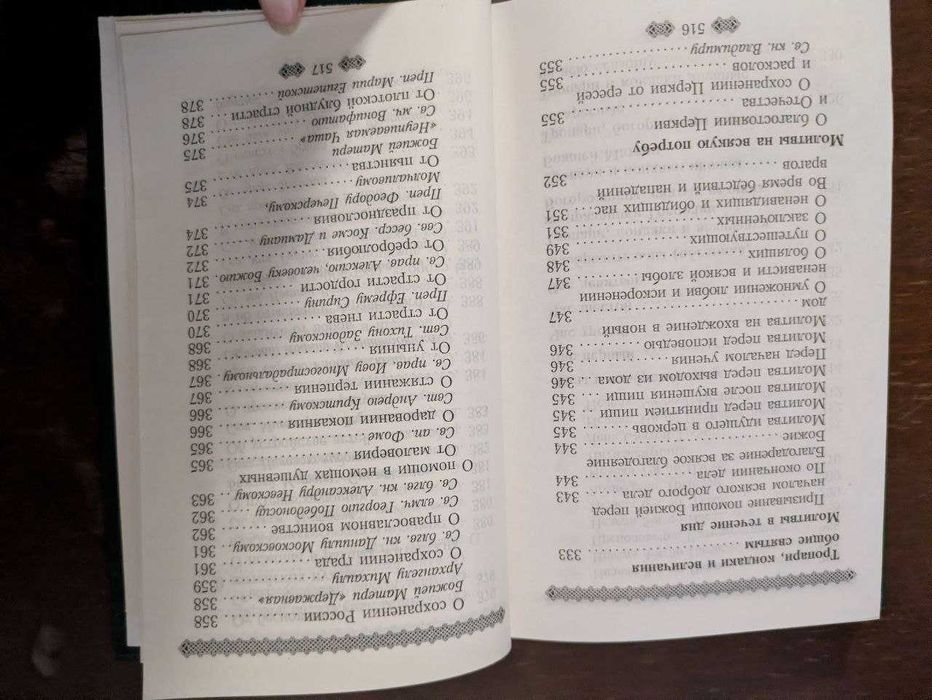 Тропари, кондаки и величания
общие святым . . . . . . . . . . . . . . . . . . 333
Молитвы в течение дня
Призывание помощи Божией перед
началом всякого доброго дела . . . . 343
По окончании дела . . . . . . . . . . . . . . 344
Благодарение за всякое благодеяние
Божие . . . . . . . . . . . . . . . . . . . . . . . . 344
Молитва идущего в церковь . . . . . . . 345
Молитва перед принятием пищи . . 345
Молитва после вкушения пищи . . . . 345
Молитва перед выходом из дома . . . 346
Перед началом учения . . . . . . . . . . . 346
Молитва перед исповедью . . . . . . . . 346
Молитва на вхождение в новый
дом . . . . . . . . . . . . . . . . . . . . . . . . . . 347
О умножении любви и искоренении
ненависти и всякой злобы . . . . . . . . 347
О болящих . . . . . . . . . . . . . . . . . . . . . 348
О путешествующих . . . . . . . . . . . . . 349
О заключенных . . . . . . . . . . . . . . . . . 351
О ненавидящих и обидящих нас . . . 351
Во время бедствий и нападений
врагов . . . . . . . . . . . . . . . . . . . . . . . . 352
Молитвы на всякую потребу
О благостоянии Церкви
и Отечества . . . . . . . . . . . . . . . . . . . 355
О сохранении Церкви от ересей
и расколов . . . . . . . . . . . . . . . . . . . . 355
Св. кн. Владимиру . . . . . . . . . . . . . . 355
516
О сохранении России . . . . . . . . . . . . 358
Божией Матери «Державная» . . . . . 358
Архангелу Михаилу . . . . . . . . . . . . . 359
О сохранении града . . . . . . . . . . . . . 361
Св. блгв. кн. Даниилу Московскому . 361
О православном воинстве . . . . . . . . 362
Св. влмч. Георгию Победоносцу . . . . 362
Св. блгв. кн. Александру Невскому . . 363
О помощи в немощах душевных
От маловерия . . . . . . . . . . . . . . . . . . 365
Св. ап. Фоме . . . . . . . . . . . . . . . . . . . 365
О даровании покаяния . . . . . . . . . . . 366
Свт. Андрею Критскому . . . . . . . . . . 366
О стяжании терпения . . . . . . . . . . . . 367
Св. прав. Иову Многострадальному . 367
От уныния . . . . . . . . . . . . . . . . . . . . . 368
Свт. Тихону Задонскому . . . . . . . . . . 368
От страсти гнева . . . . . . . . . . . . . . . . 370
Преп. Ефрему Сирину . . . . . . . . . . . . 370
От страсти гордости . . . . . . . . . . . . . 371
Св. прав. Алексию, человеку Божию . 371
От сребролюбия . . . . . . . . . . . . . . . . 372
Свв. бесср. Косме и Дамиану . . . . . . 372
От празднословия . . . . . . . . . . . . . . . 374
Преп. Феодору Печерскому,
Молчаливому . . . . . . . . . . . . . . . . . . 374
От пьянства . . . . . . . . . . . . . . . . . . . . 375
Божией Матери
«Неупиваемая Чаша» . . . . . . . . . . . . 375
Св. мч. Вонифатию . . . . . . . . . . . . . . 376
От плотской блудной страсти . . . . . . 378
Преп. Марии Египетской . . . . . . . . . 378
517